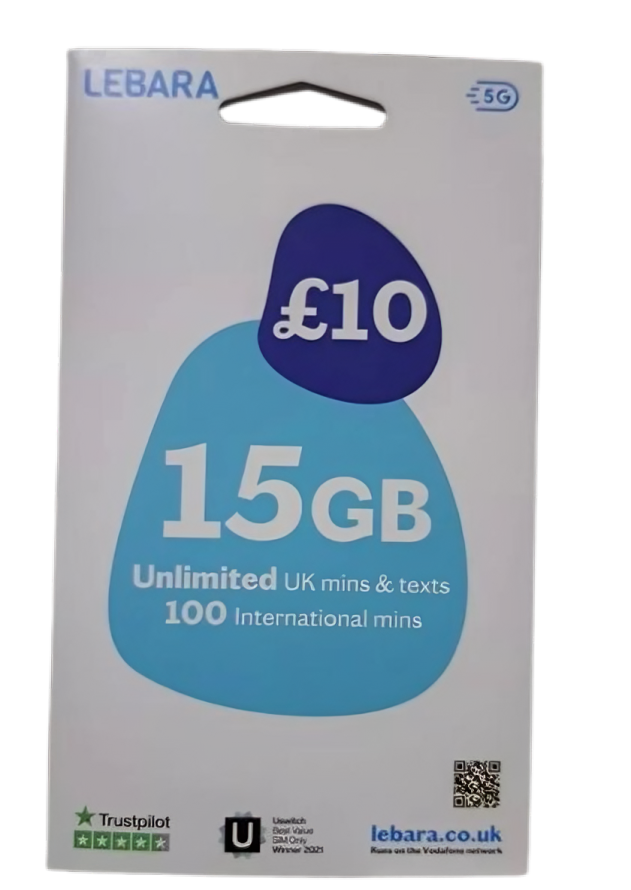 LEBARA
5G
£10
15GB
Unlimited UK mins & texts
100 International mins
Trustpilot
U
Uswitch
Best Value
SIM Only
Winner 2021
lebara.co.uk
Runs on the Vodafone network